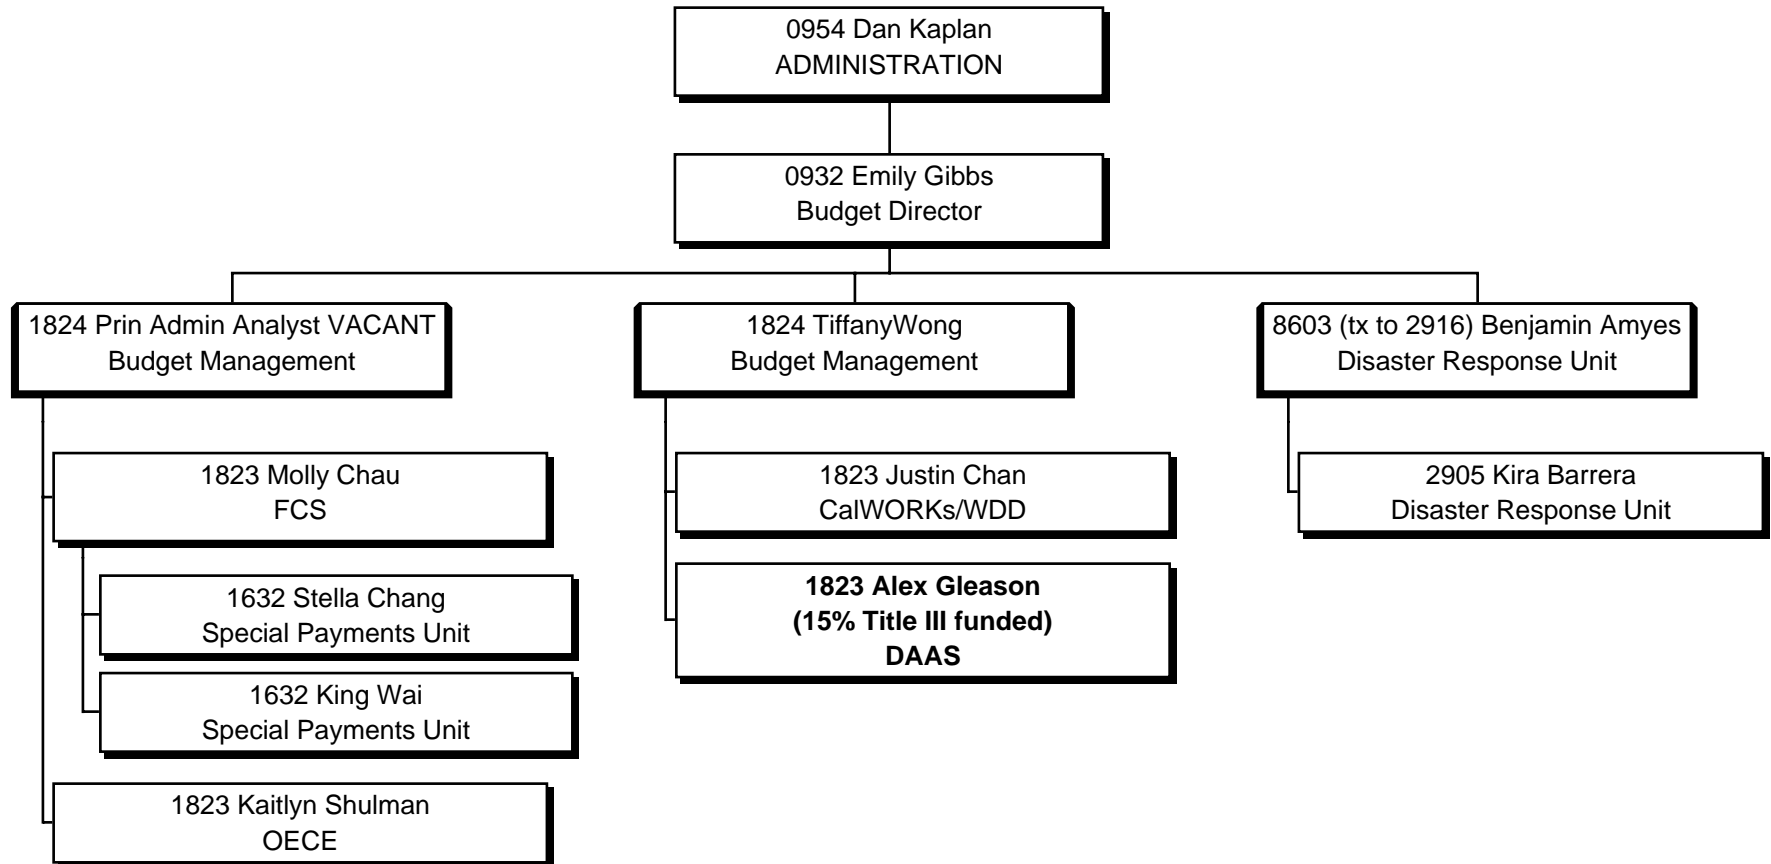 0954 Dan Kaplan
ADMINISTRATION
0932 Emily Gibbs
Budget Director
1824 Prin Admin Analyst VACANT
Budget Management
1823 Molly Chau
FCS
1632 Stella Chang
Special Payments Unit
1632 King Wai
Special Payments Unit
1823 Kaitlyn Shulman
OECE
1824 TiffanyWong
Budget Management
1823 Justin Chan
CalWORKs/WDD
1823 Alex Gleason
(15% Title III funded)
DAAS
8603 (tx to 2916) Benjamin Amyes
Disaster Response Unit
2905 Kira Barrera
Disaster Response Unit